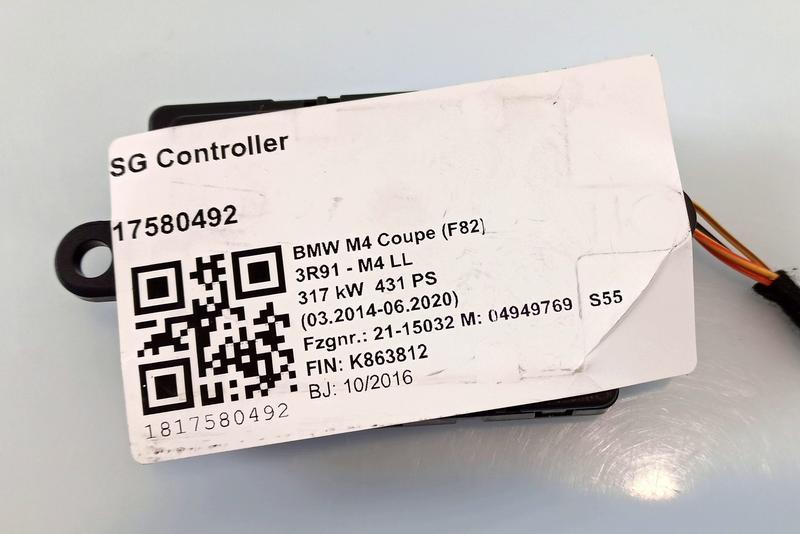 SG Controller
17580492
BMW M4 Coupe (F82)
3R91 - M4 LL
317 kW 431 PS
(03.2014-06.2020)
Fzgnr.: 21-15032 M: 04949769 S55
FIN: K863812
BJ: 10/2016
1817580492